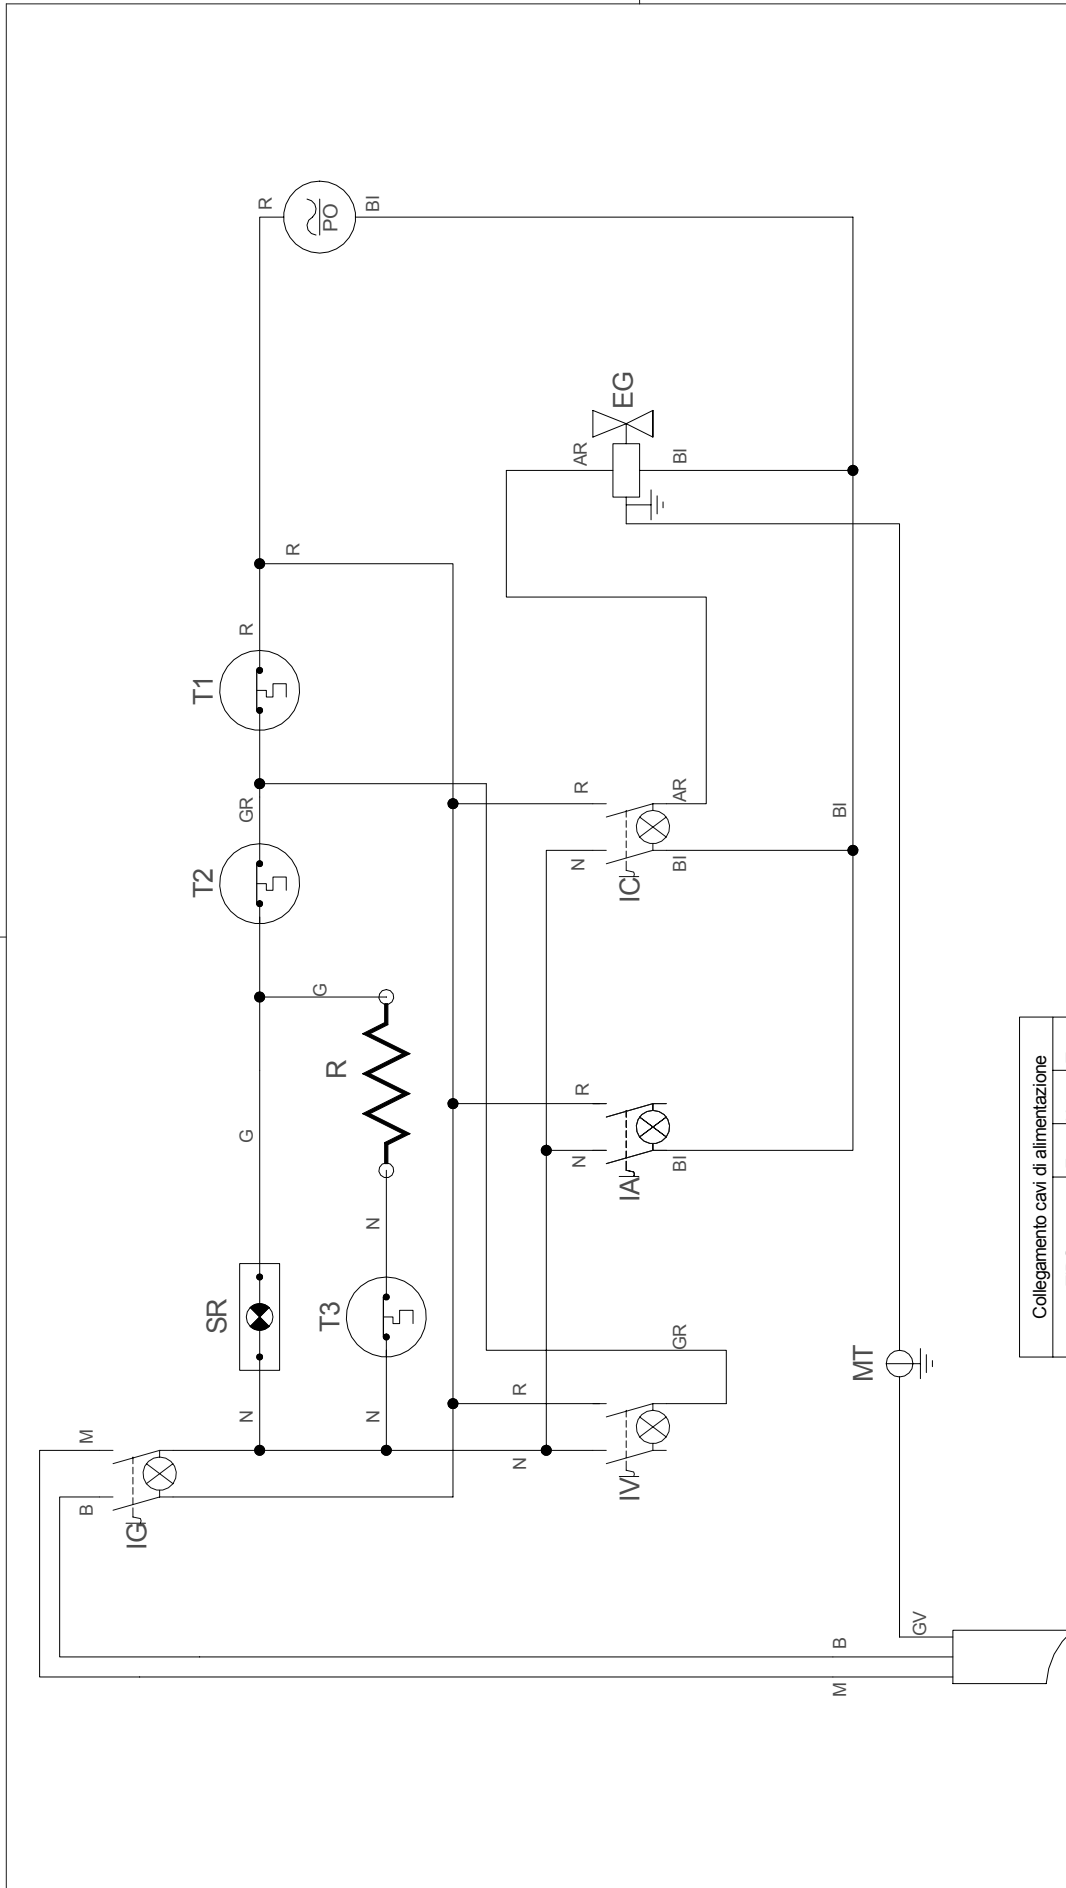 R
PO
BI
EG
AR
BI
R
R
T1
GR
T2
G
R
G
SR
N
T3
N
N
M
B
IG
R
AR
N
BI
IC
BI
R
N
BI
IA
GR
R
N
IV
MT
GV
B
M
Collegamento cavi di alimentazione